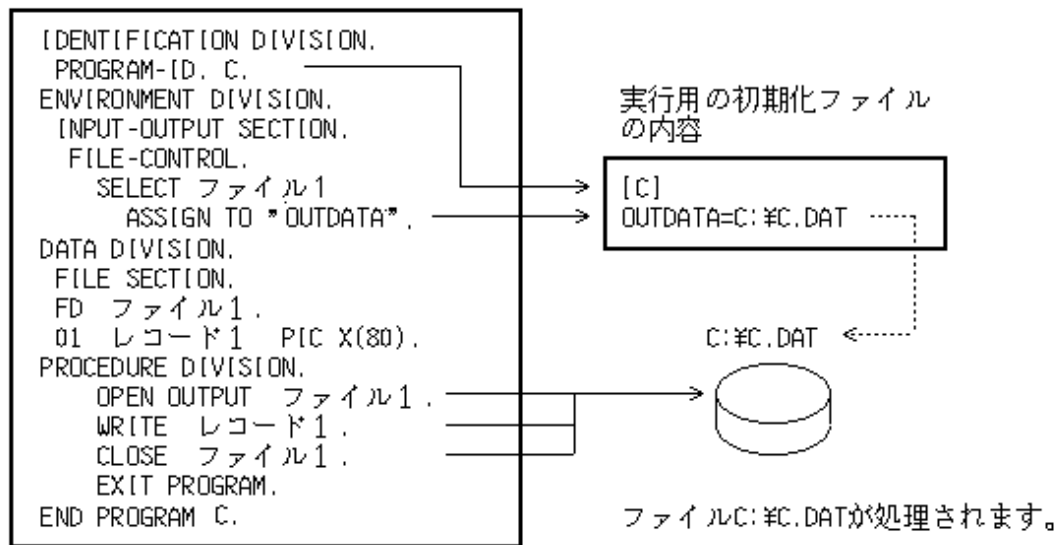 IDENTIFICATION DIVISION.
PROGRAM-ID. C.
ENVIRONMENT DIVISION.
INPUT-OUTPUT SECTION.
FILE-CONTROL.
SELECT ファイル1
ASSIGN TO "OUTDATA".
DATA DIVISION.
FILE SECTION.
FD ファイル1.
01 レコード1 PIC X(80).
PROCEDURE DIVISION.
OPEN OUTPUT ファイル1.
WRITE レコード1.
CLOSE ファイル1.
EXIT PROGRAM.
END PROGRAM C.
実行用の初期化ファイル
の内容
[C]
OUTDATA=C:¥C.DAT
C:¥C.DAT
ファイルC:¥C.DATが処理されます。